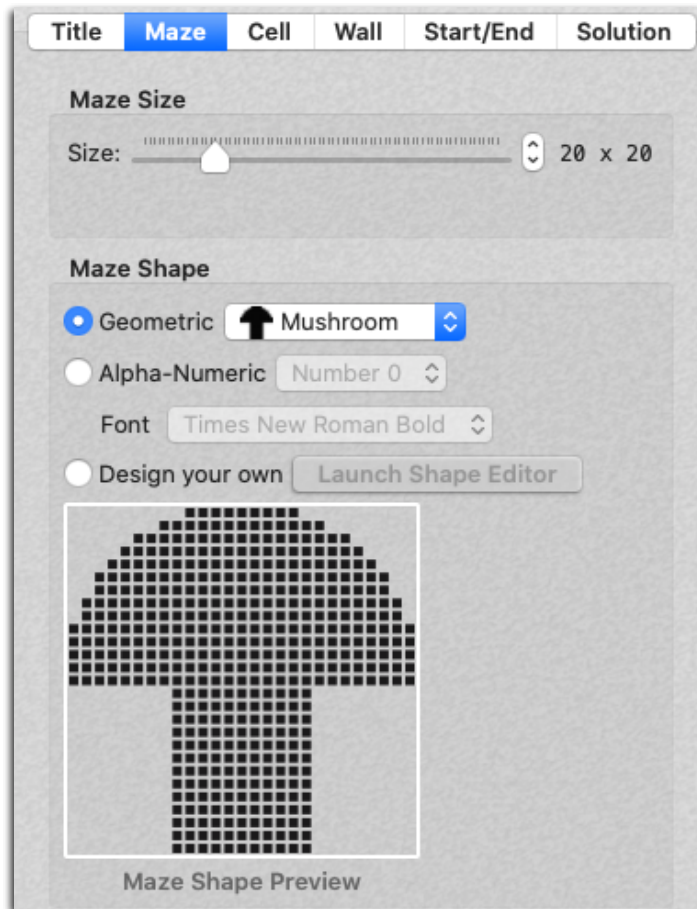 Title Maze Cell Wall Start/End Solution
Maze Size
Size: 20 x 20
Maze Shape
Geometric Mushroom
Alpha-Numeric Number 0
Font Times New Roman Bold
Design your own Launch Shape Editor
Maze Shape Preview